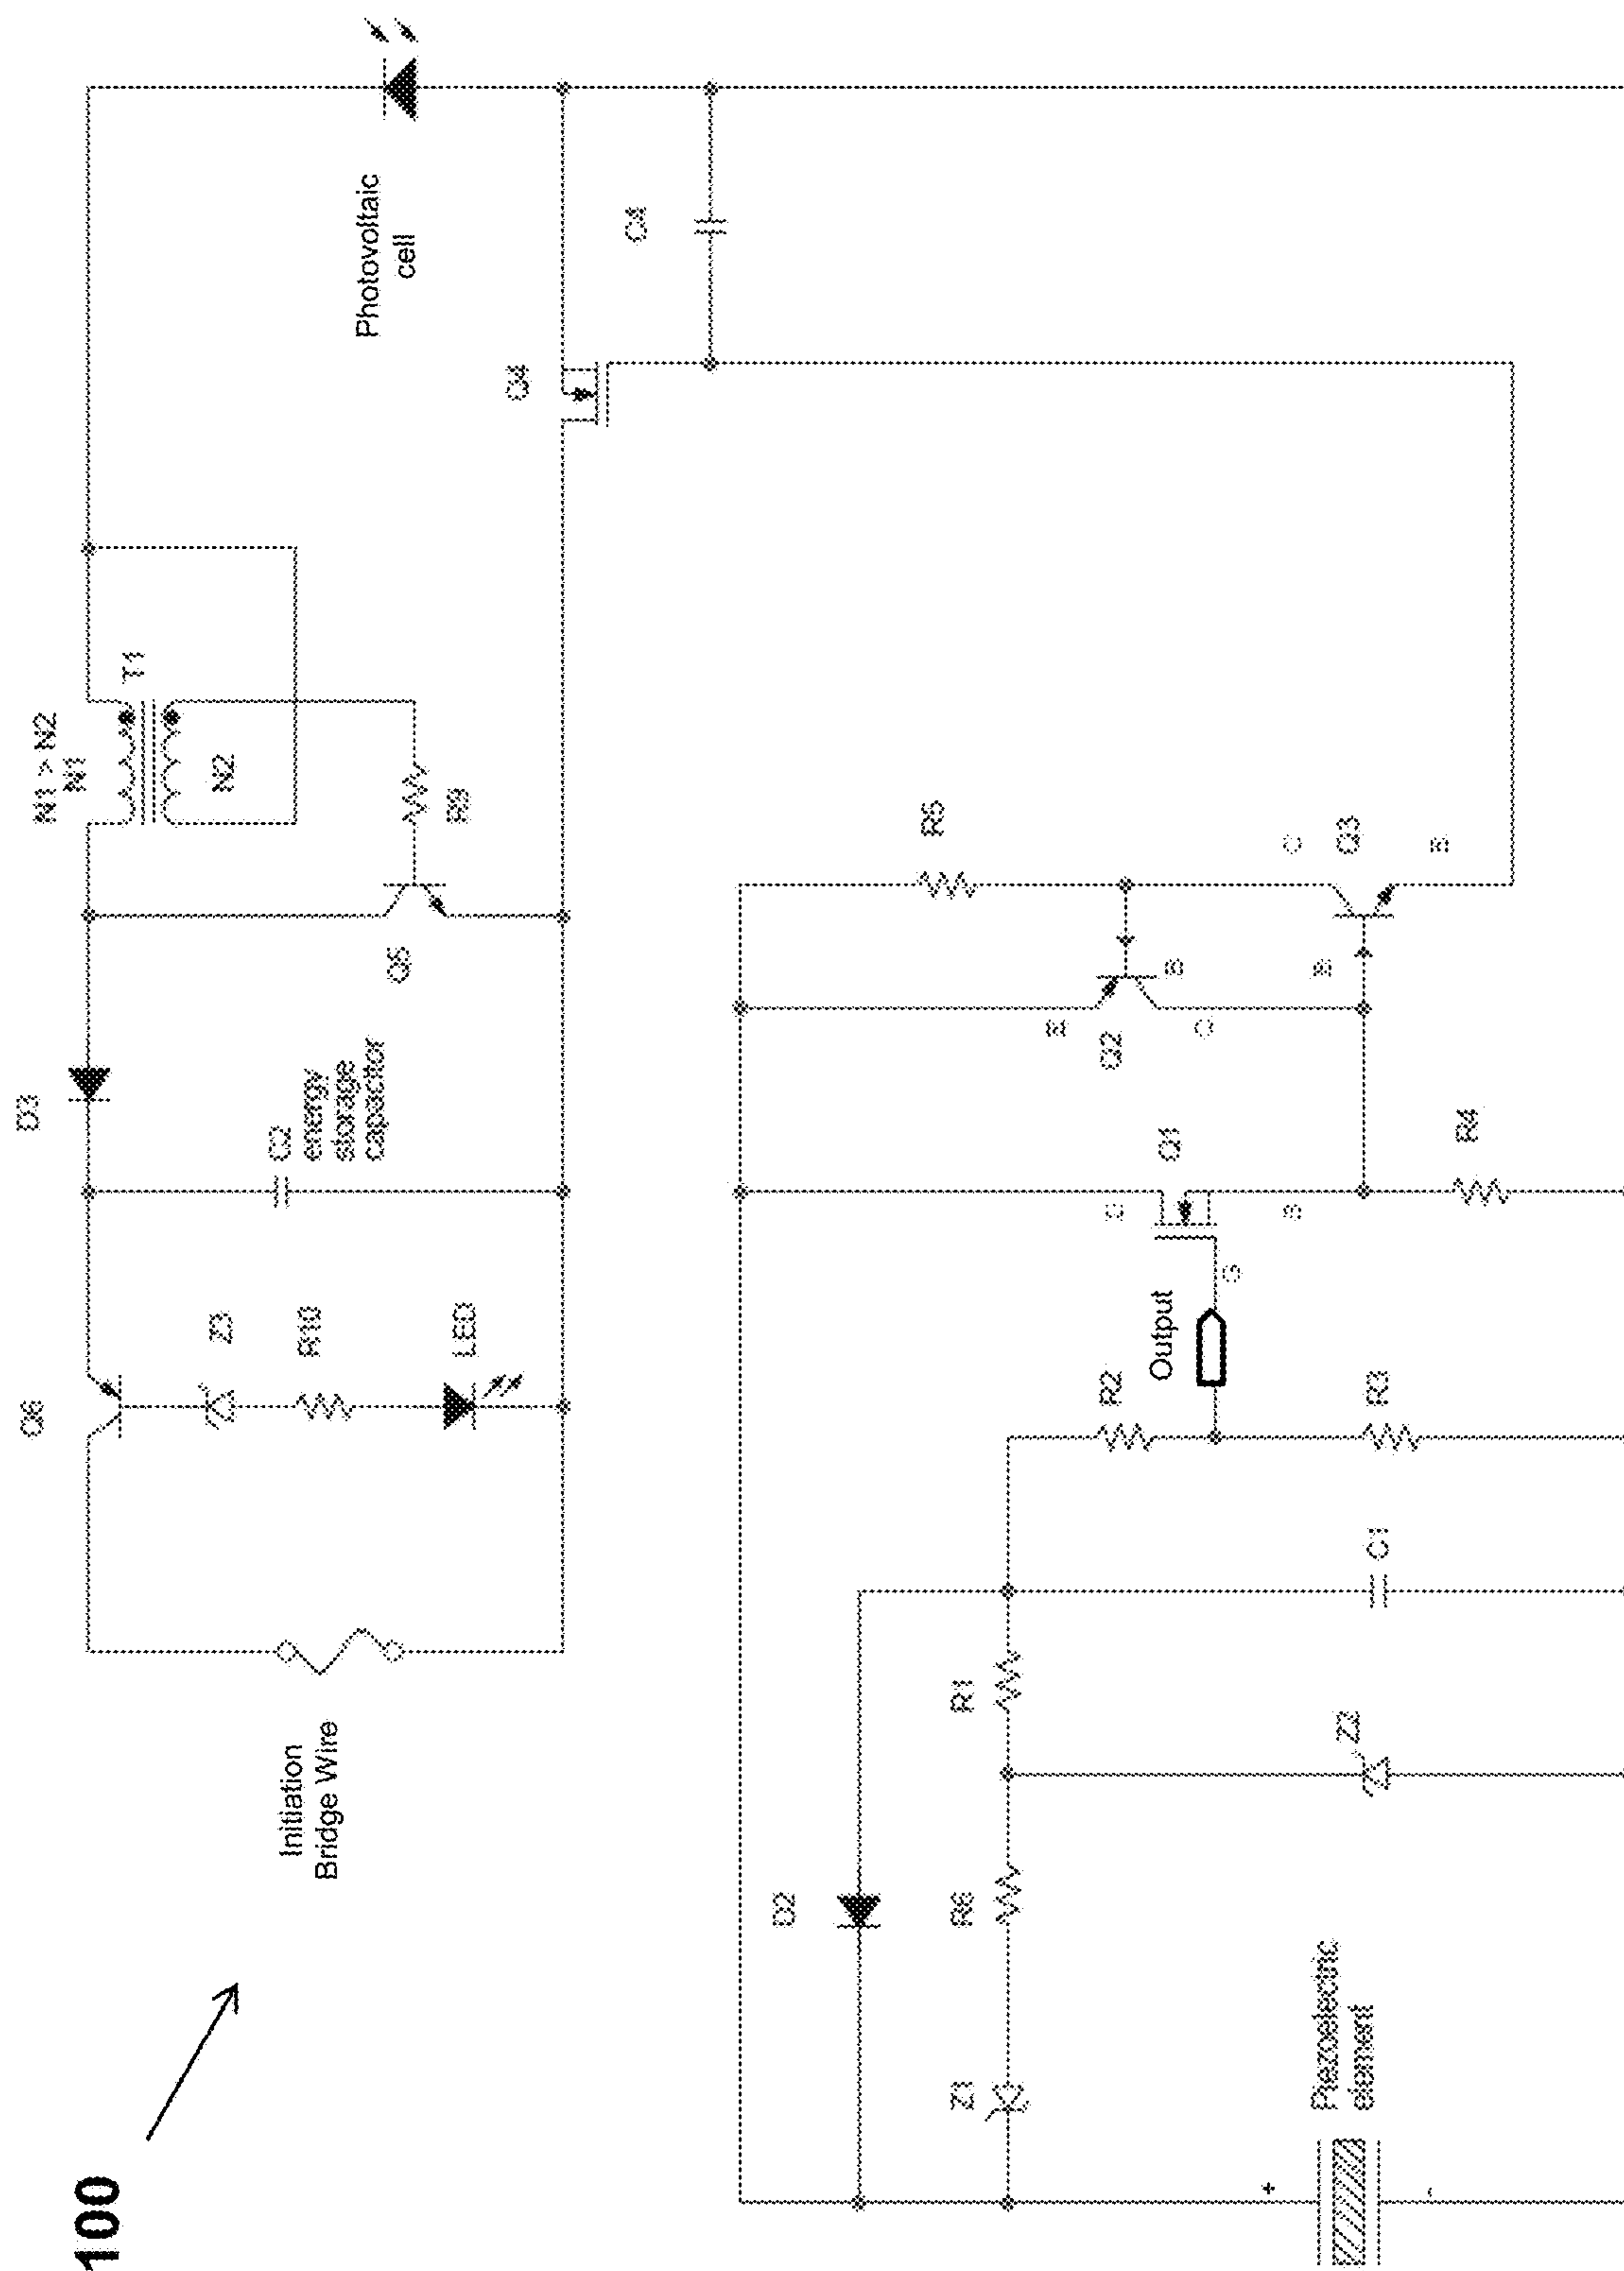 100
Initiation
Bridge Wire
Q6
Z3
R10
LED
D3
C2
energy
storage
capacitor
N1 > N2
N1
T1
N2
R9
Q5
Photovoltaic
cell
Q4
C4
D2
Z1
R6
R1
Z2
C1
R2
R3
Output
G
D
S
Q1
R4
E
Q2
C
B
R5
C
Q3
B
E
Piezoelectric
element
+
-